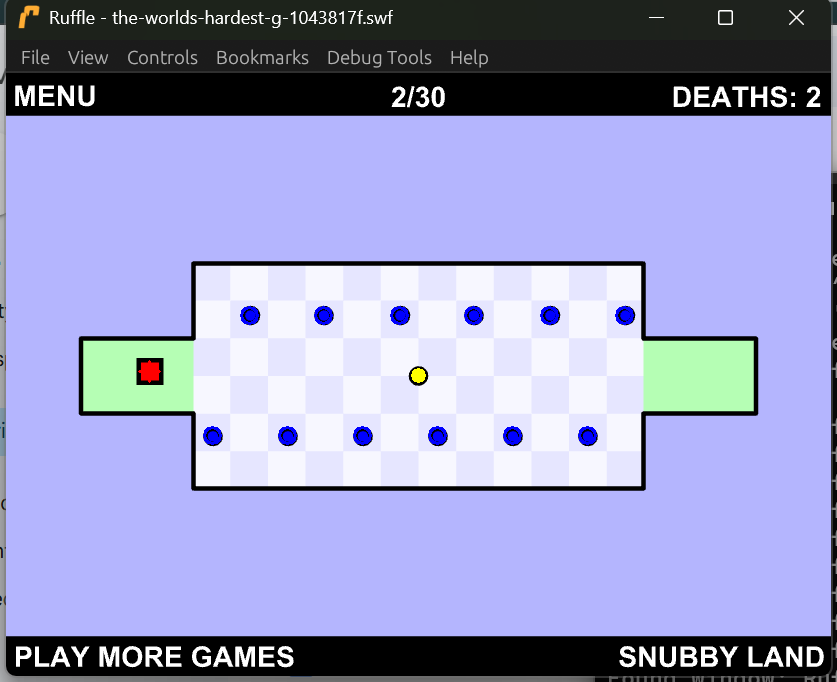 Ruffle - the-worlds-hardest-g-1043817f.swf
File View Controls Bookmarks Debug Tools Help
MENU 2/30 DEATHS: 2
PLAY MORE GAMES SNUBBY LAND